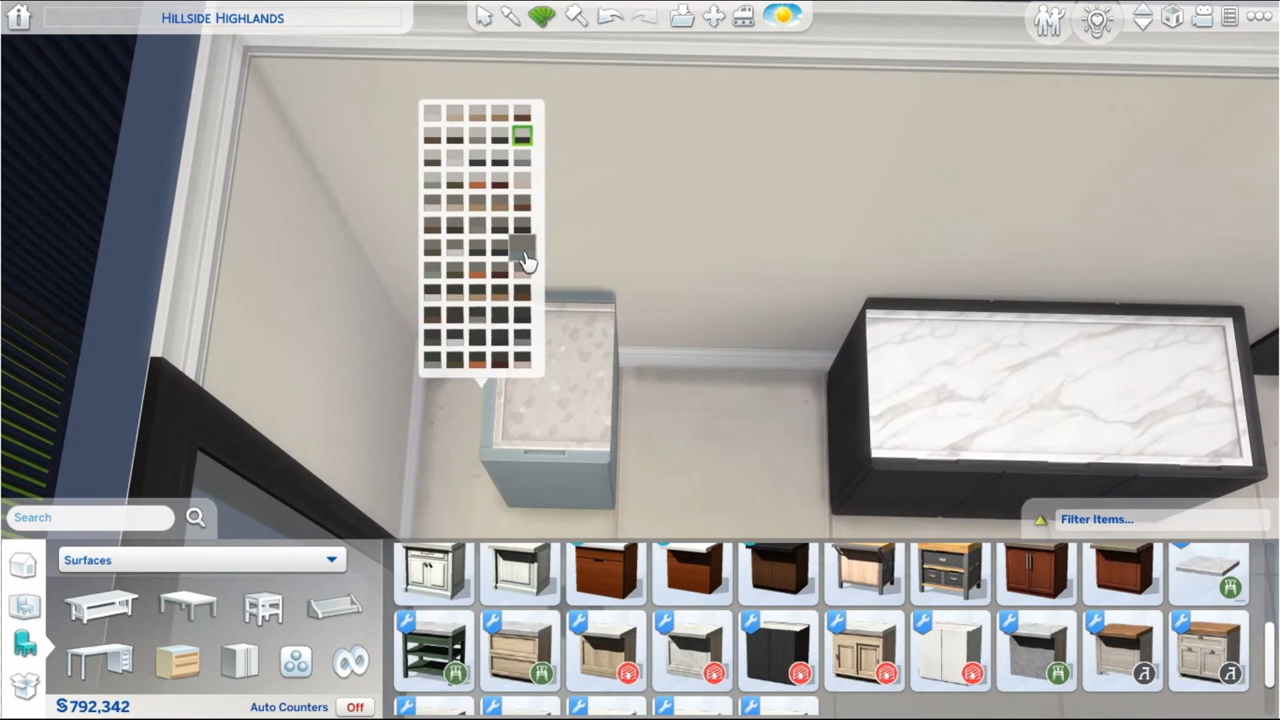 HILLSIDE HIGHLANDS
Search
Filter Items...
Surfaces
§792,342
Auto Counters
Off